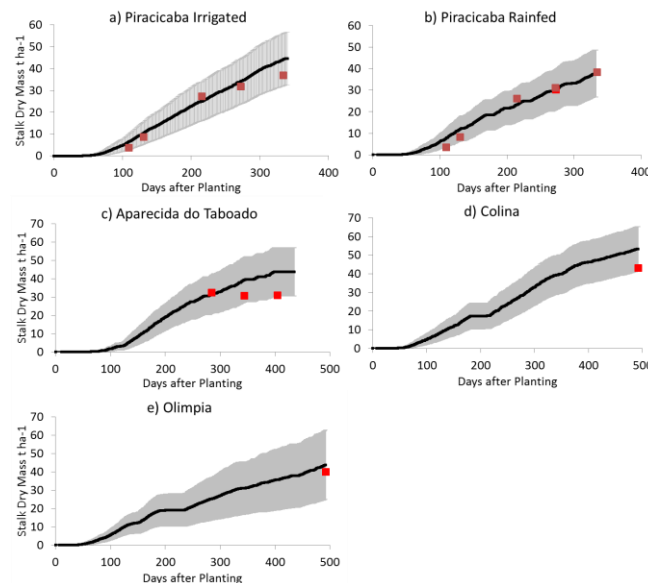 a) Piracicaba Irrigated
Stalk Dry Mass t ha-1
60
50
40
30
20
10
0
0 100 200 300 400
Days after Planting
b) Piracicaba Rainfed
60
50
40
30
20
10
0
0 100 200 300 400
Days after Planting
c) Aparecida do Taboado
Stalk Dry Mass t ha-1
70
60
50
40
30
20
10
0
0 100 200 300 400 500
Days after Planting
d) Colina
70
60
50
40
30
20
10
0
0 100 200 300 400 500
Days after Planting
e) Olimpia
Stalk Dry Mass t ha-1
70
60
50
40
30
20
10
0
0 100 200 300 400 500
Days after Planting